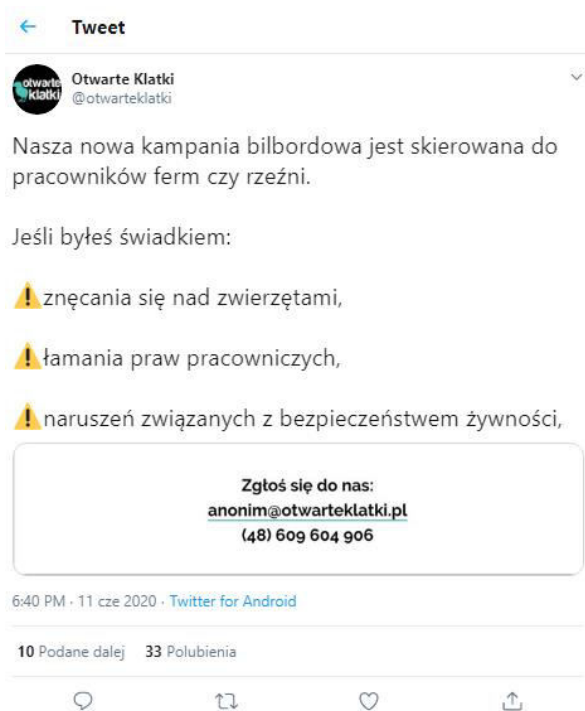 Tweet
otwarte
klatki
Otwarte Klatki
@otwarteklatki
Nasza nowa kampania bilbordowa jest skierowana do
pracowników ferm czy rzeźni.
Jeśli byłeś świadkiem:
znęcania się nad zwierzętami,
łamania praw pracowniczych,
naruszeń związanych z bezpieczeństwem żywności,
Zgłoś się do nas:
anonim@otwarteklatki.pl
(48) 609 604 906
6:40 PM · 11 cze 2020 · Twitter for Android
10 Podane dalej 33 Polubienia